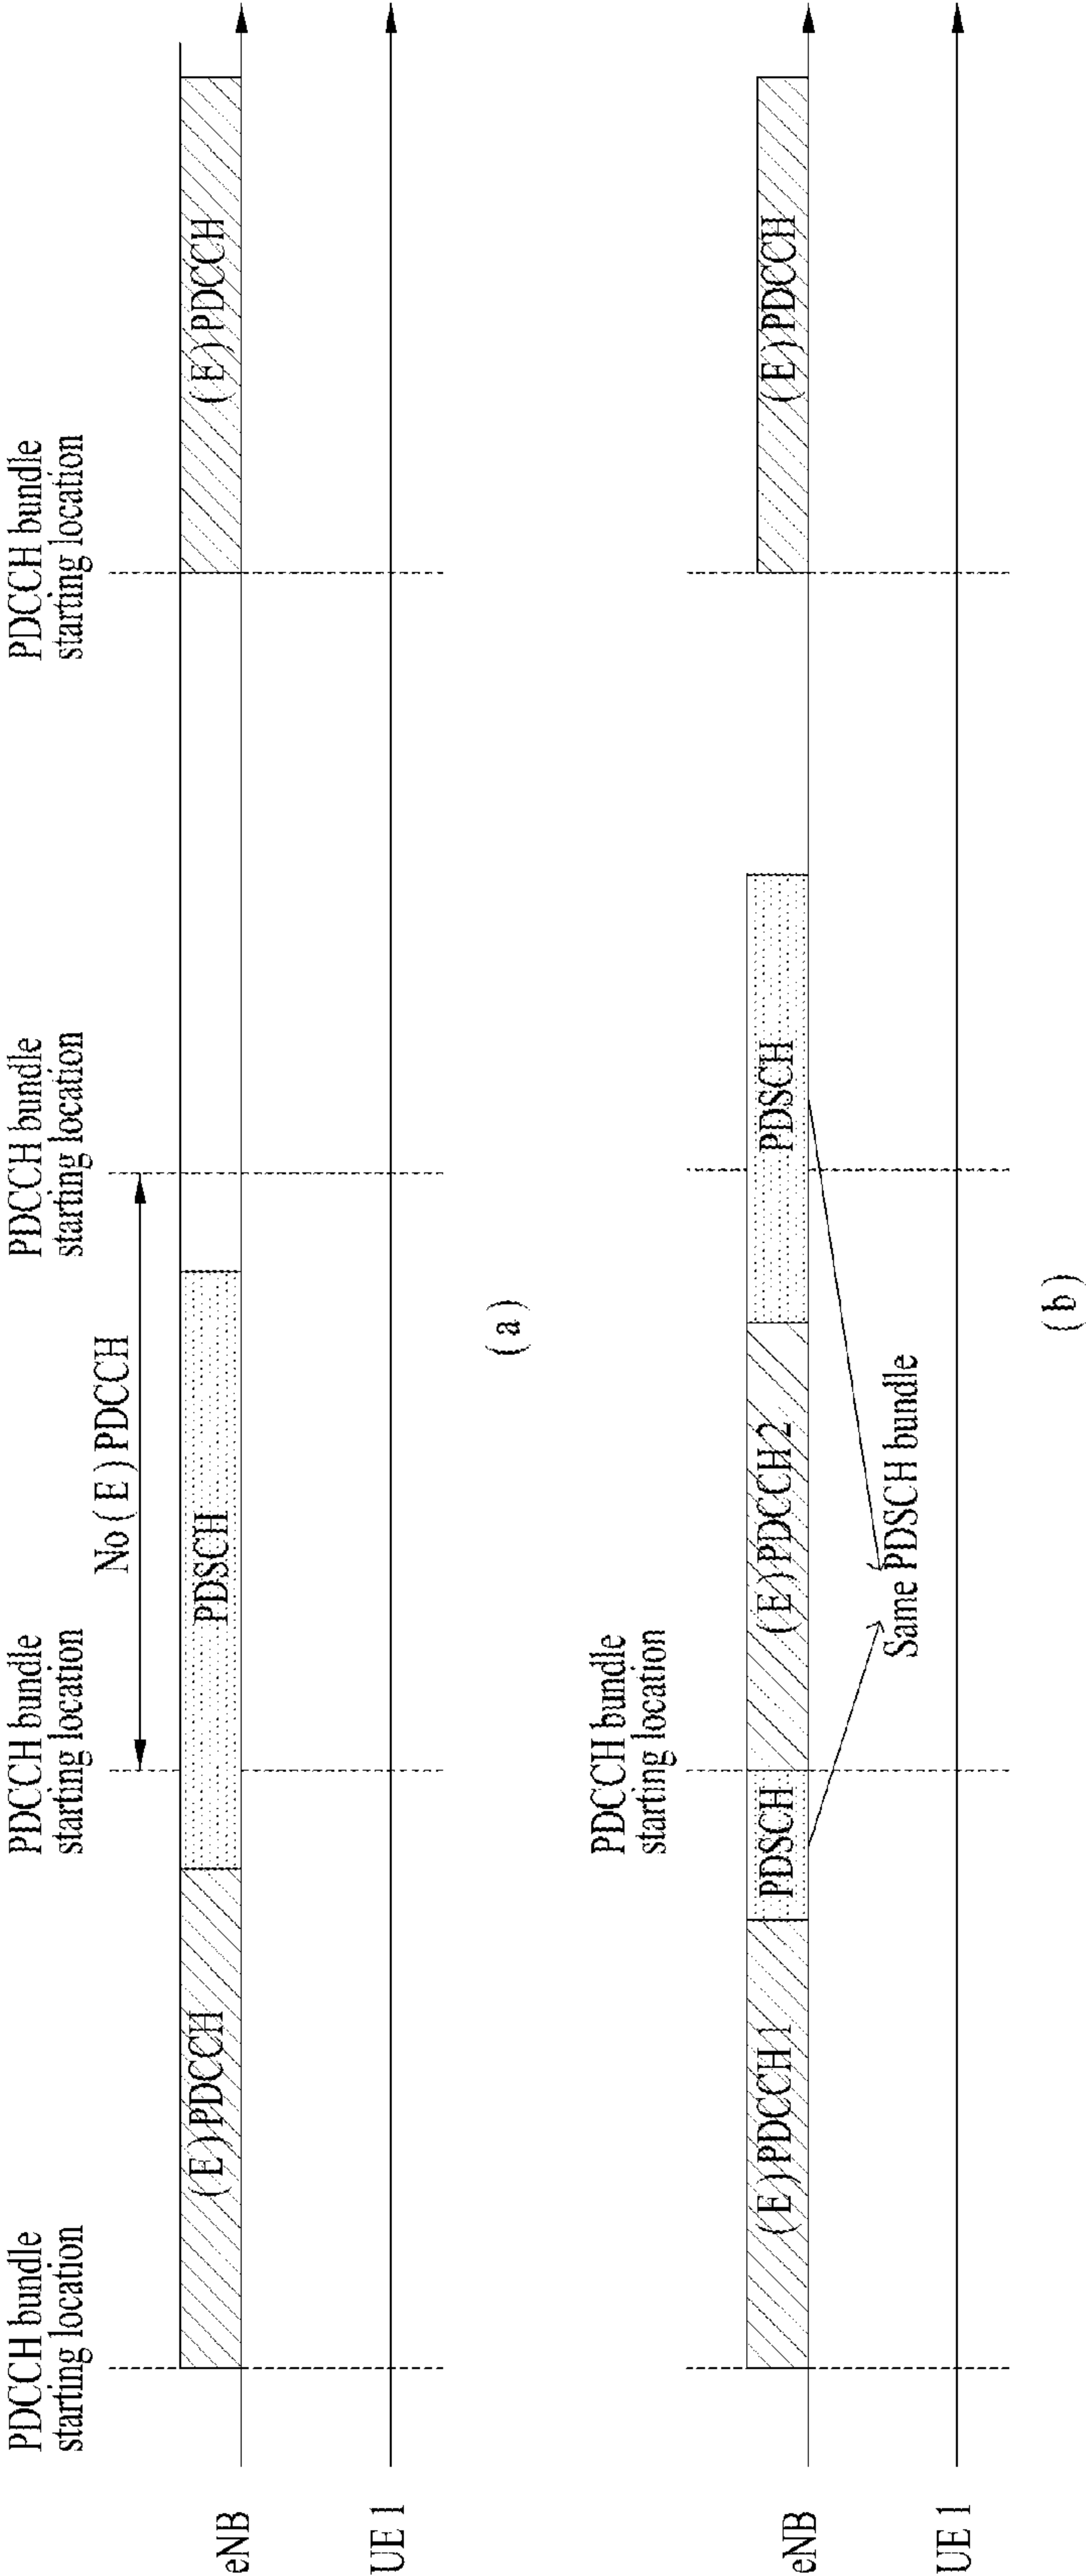 PDCCH bundle
starting location
PDCCH bundle
starting location
PDCCH bundle
starting location
PDCCH bundle
starting location
No ( E ) PDCCH
( E ) PDCCH
PDSCH
( E ) PDCCH
eNB
UE 1
( a )
PDCCH bundle
starting location
( E ) PDCCH 1
PDSCH
( E ) PDCCH 2
PDSCH
( E ) PDCCH
eNB
Same PDSCH bundle
UE 1
( b )